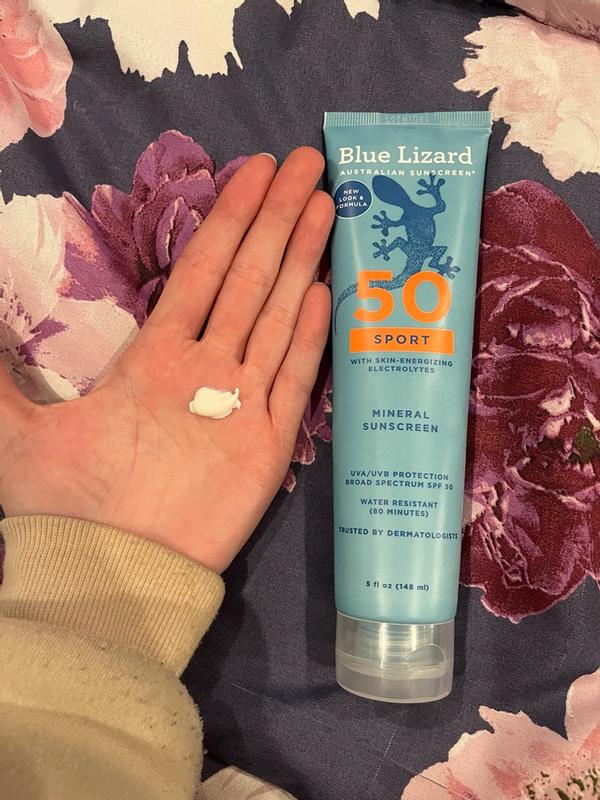 Blue Lizard
AUSTRALIAN SUNSCREEN®
NEW
LOOK &
FORMULA
50
SPORT
WITH SKIN-ENERGIZING
ELECTROLYTES
MINERAL
SUNSCREEN
UVA/UVB PROTECTION
BROAD SPECTRUM SPF 50
WATER RESISTANT
(80 MINUTES)
TRUSTED BY DERMATOLOGISTS
5 fl oz (148 ml)